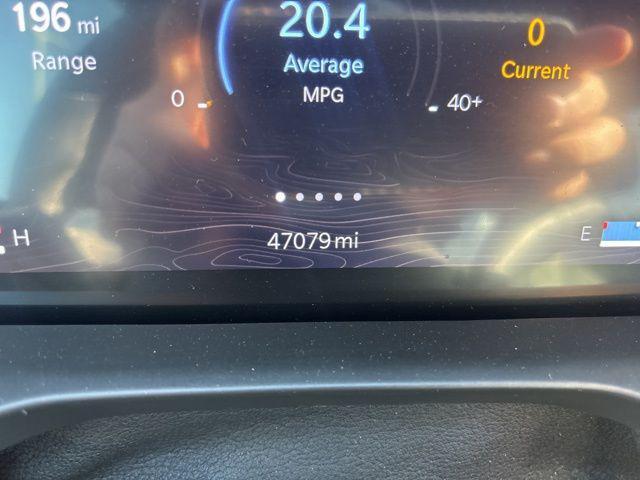 196 mi
Range
20.4
Average
MPG
0
Current
0
40+
H
47079 mi
E